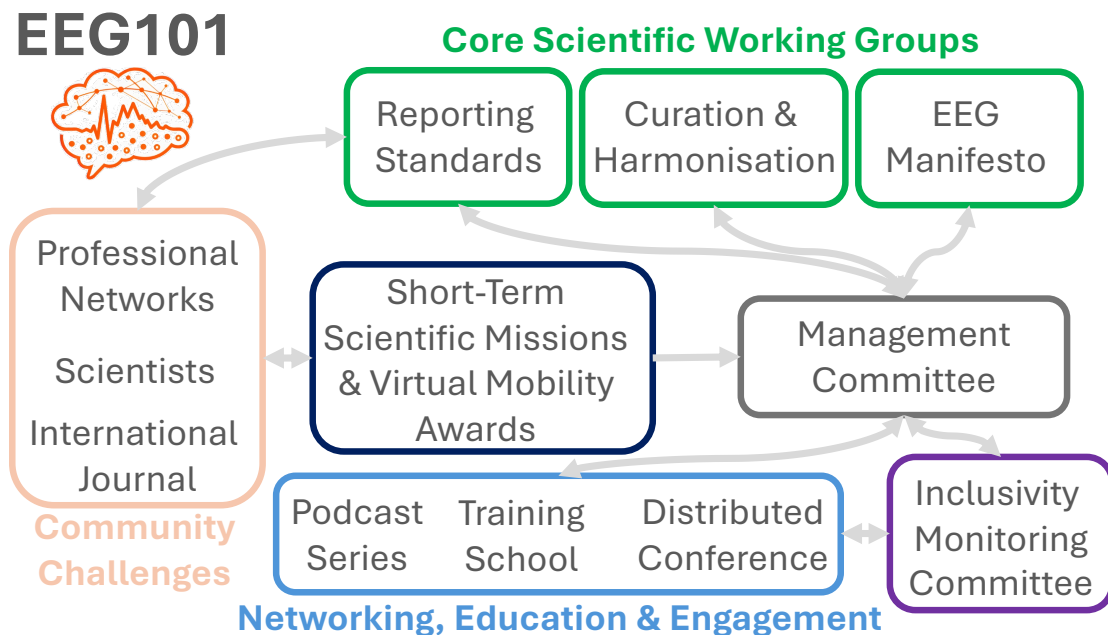 EEG101
Core Scientific Working Groups
Reporting
Standards
Curation &
Harmonisation
EEG
Manifesto
Professional
Networks
Scientists
International
Journal
Community
Challenges
Short-Term
Scientific Missions
& Virtual Mobility
Awards
Management
Committee
Podcast
Series
Training
School
Distributed
Conference
Networking, Education & Engagement
Inclusivity
Monitoring
Committee